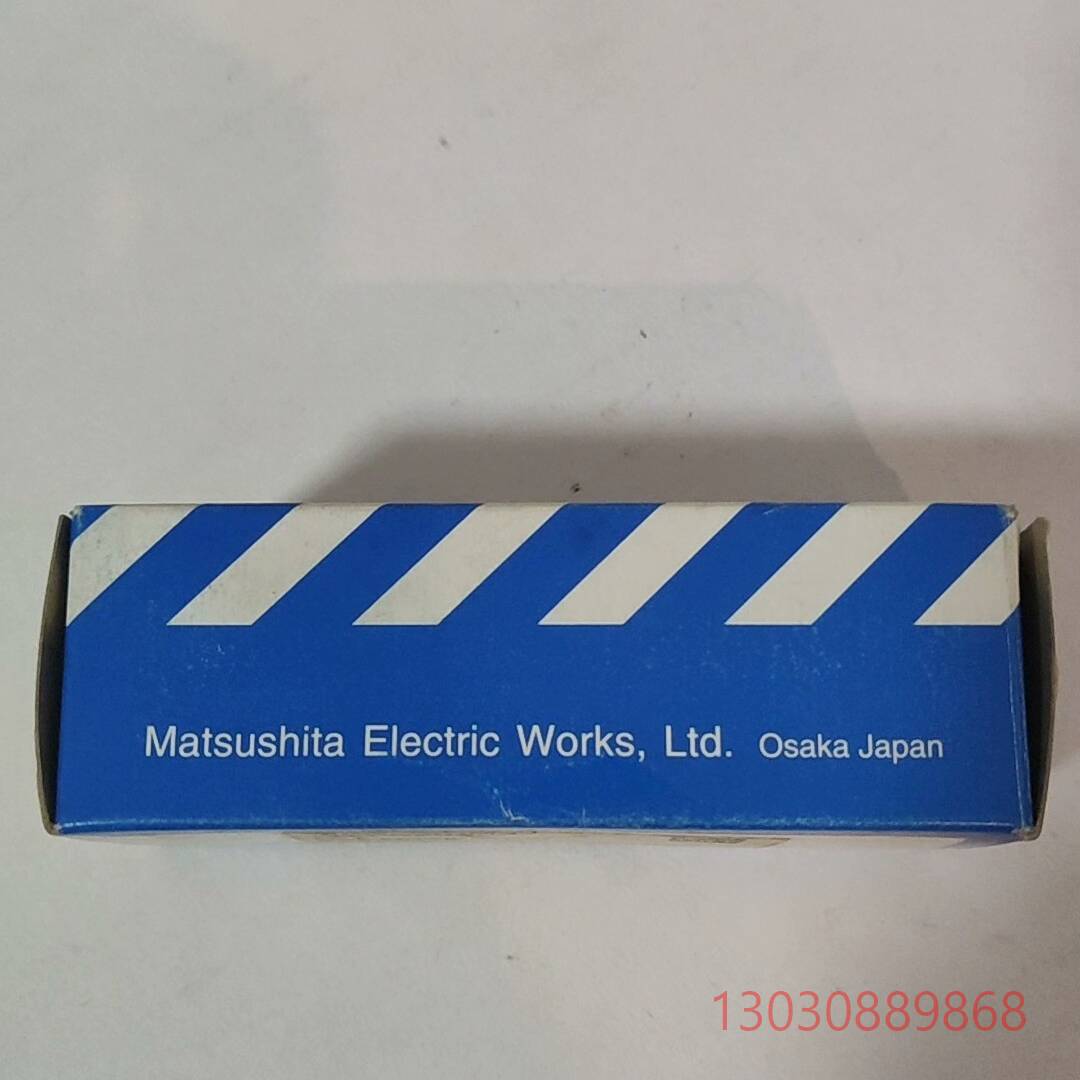 Matsushita Electric Works, Ltd. Osaka Japan
13030889868